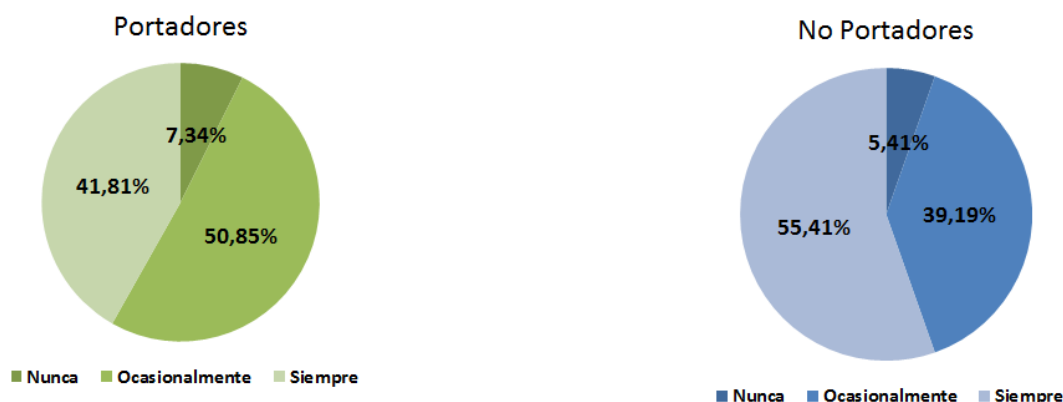 Portadores
7,34%
41,81%
50,85%
Nunca Ocasionalmente Siempre
No Portadores
5,41%
39,19%
55,41%
Nunca Ocasionalmente Siempre